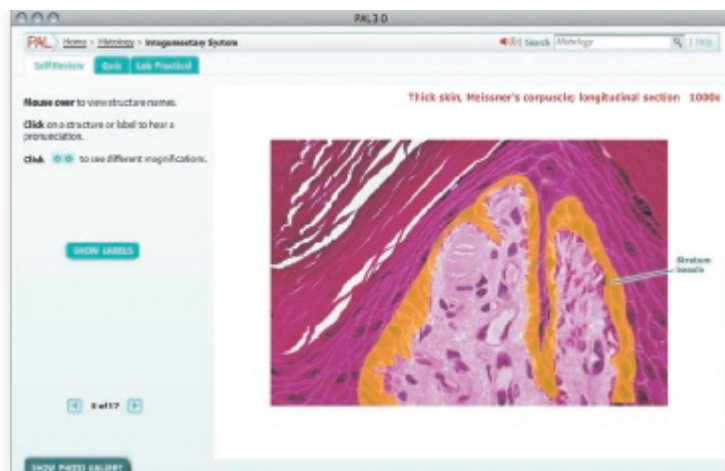 PAL 3.0
PAL Home > Histology > Integumentary System
Search Histology Help
Self Review Quiz Lab Practical
Mouse over to view structure names.
Thick skin, Meissner's corpuscle; longitudinal section 1000x
Click on a structure or label to hear a
pronunciation.
Click to see different magnifications.
SHOW LABELS
Stratum
basale
of 17
SHOW PHOTO GALLERY